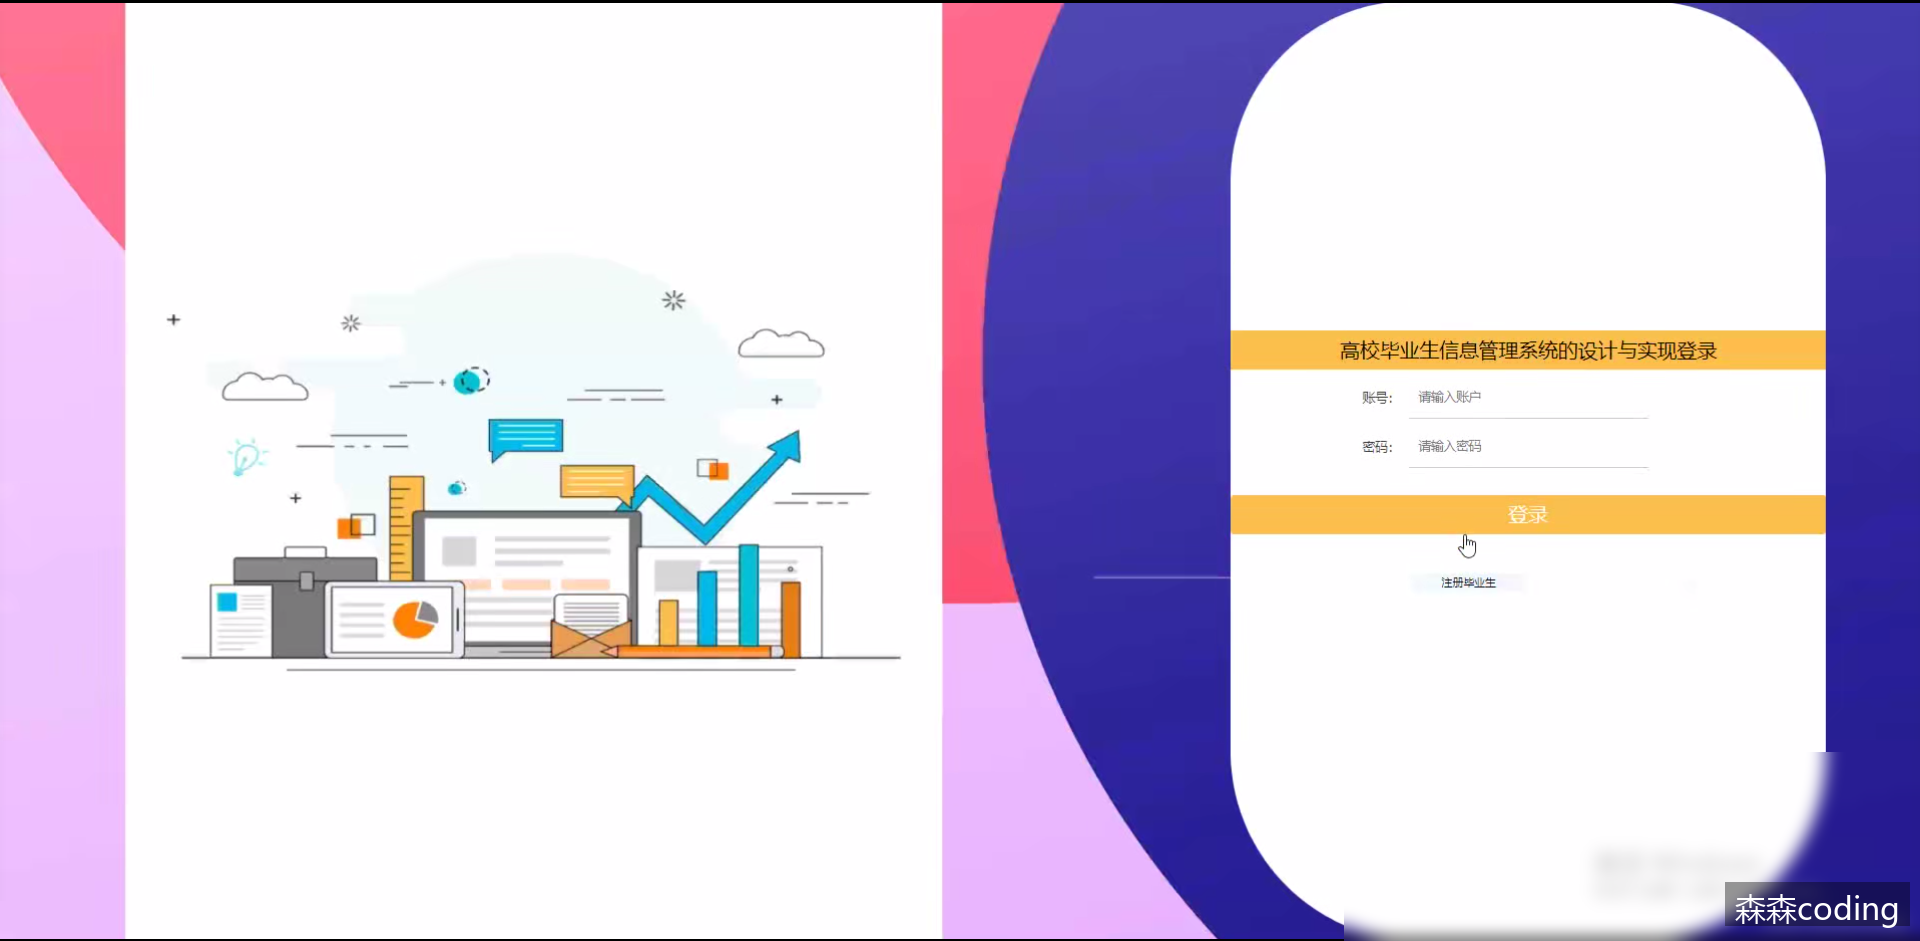 高校毕业生信息管理系统的设计与实现登录
账号: 请输入账户
密码: 请输入密码
登录
注册毕业生
森森coding